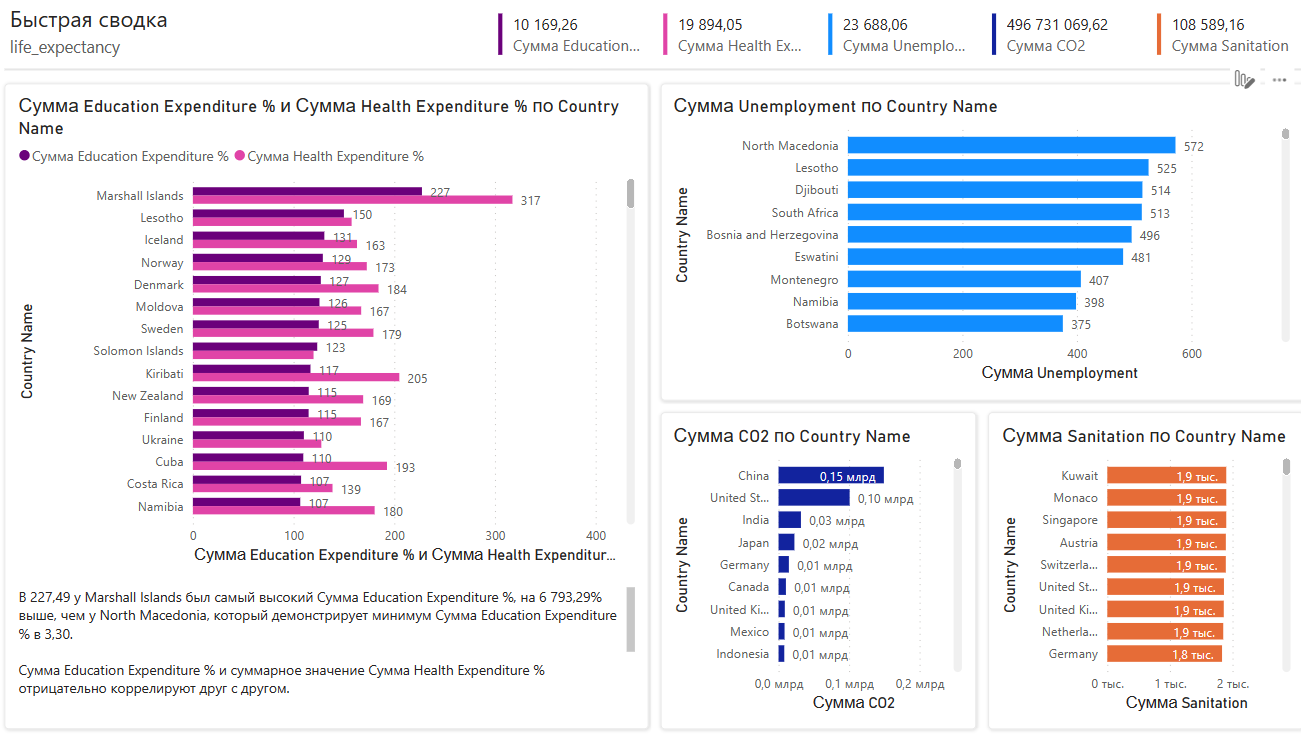 Быстрая сводка
life_expectancy
10 169,26
Сумма Education...
19 894,05
Сумма Health Ex...
23 688,06
Сумма Unemplo...
496 731 069,62
Сумма CO2
108 589,16
Сумма Sanitation
Сумма Education Expenditure % и Сумма Health Expenditure % по Country
Name
Сумма Education Expenditure % Сумма Health Expenditure %
Country Name
Marshall Islands 227 317
Lesotho 150
Iceland 131 163
Norway 129 173
Denmark 127 184
Moldova 126 167
Sweden 125 179
Solomon Islands 123
Kiribati 117 205
New Zealand 115 169
Finland 115 167
Ukraine 110
Cuba 110 193
Costa Rica 107 139
Namibia 107 180
0 100 200 300 400
Сумма Education Expenditure % и Сумма Health Expenditur...
В 227,49 у Marshall Islands был самый высокий Сумма Education Expenditure %, на 6 793,29%
выше, чем у North Macedonia, который демонстрирует минимум Сумма Education Expenditure
% в 3,30.
Сумма Education Expenditure % и суммарное значение Сумма Health Expenditure %
отрицательно коррелируют друг с другом.
Сумма Unemployment по Country Name
Country Name
North Macedonia 572
Lesotho 525
Djibouti 514
South Africa 513
Bosnia and Herzegovina 496
Eswatini 481
Montenegro 407
Namibia 398
Botswana 375
0 200 400 600
Сумма Unemployment
Сумма CO2 по Country Name
Country Name
China 0,15 млрд
United St... 0,10 млрд
India 0,03 млрд
Japan 0,02 млрд
Germany 0,01 млрд
Canada 0,01 млрд
United Ki... 0,01 млрд
Mexico 0,01 млрд
Indonesia 0,01 млрд
0,0 млрд 0,1 млрд 0,2 млрд
Сумма CO2
Сумма Sanitation по Country Name
Country Name
Kuwait 1,9 тыс.
Monaco 1,9 тыс.
Singapore 1,9 тыс.
Austria 1,9 тыс.
Switzerla... 1,9 тыс.
United St... 1,9 тыс.
United Ki... 1,9 тыс.
Netherla... 1,9 тыс.
Germany 1,8 тыс.
0 тыс. 1 тыс. 2 тыс.
Сумма Sanitation